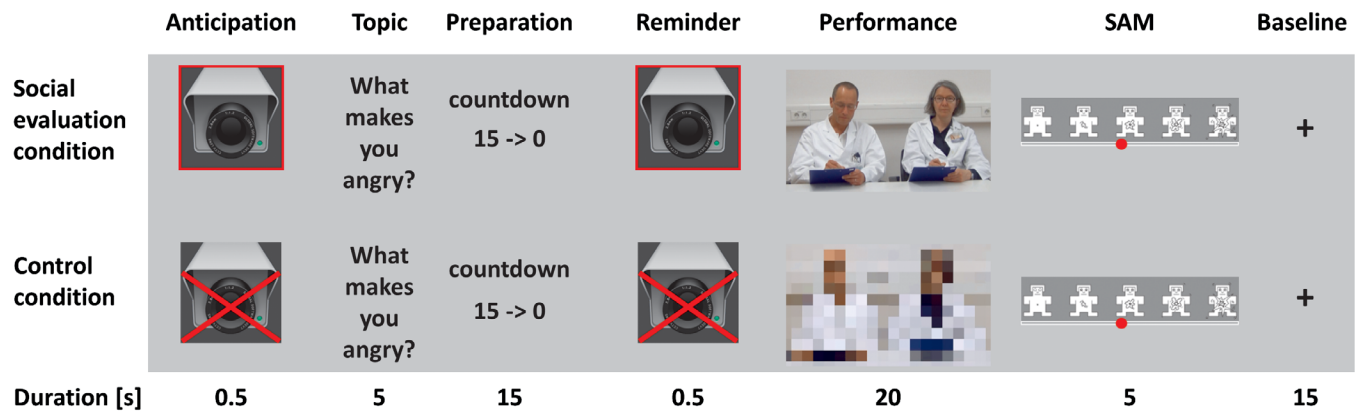 Anticipation Topic Preparation Reminder Performance SAM Baseline
Social
evaluation
condition
What
makes
you
angry?
countdown
15 -> 0
+
Control
condition
What
makes
you
angry?
countdown
15 -> 0
+
Duration [s] 0.5 5 15 0.5 20 5 15